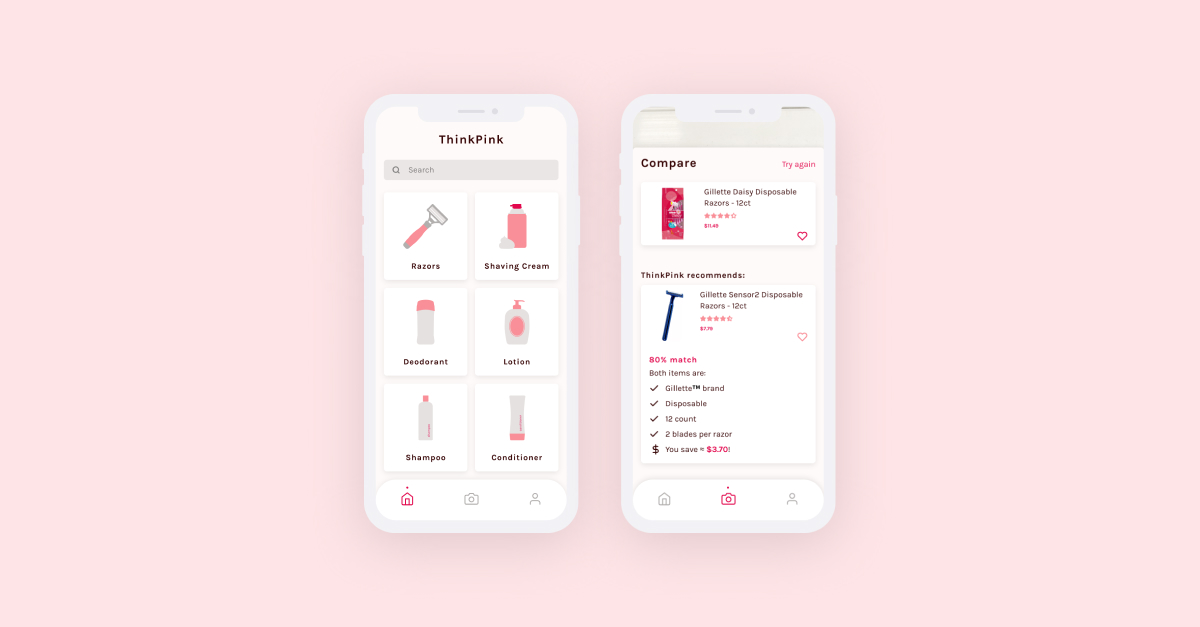 ThinkPink
Search
Razors
Shaving Cream
Deodorant
Lotion
Shampoo
Conditioner
Compare
Try again
Gillette Daisy Disposable
Razors - 12ct
$11.49
ThinkPink recommends:
Gillette Sensor2 Disposable
Razors - 12ct
$7.79
80% match
Both items are:
Gillette™ brand
Disposable
12 count
2 blades per razor
$ You save ≈ $3.70!